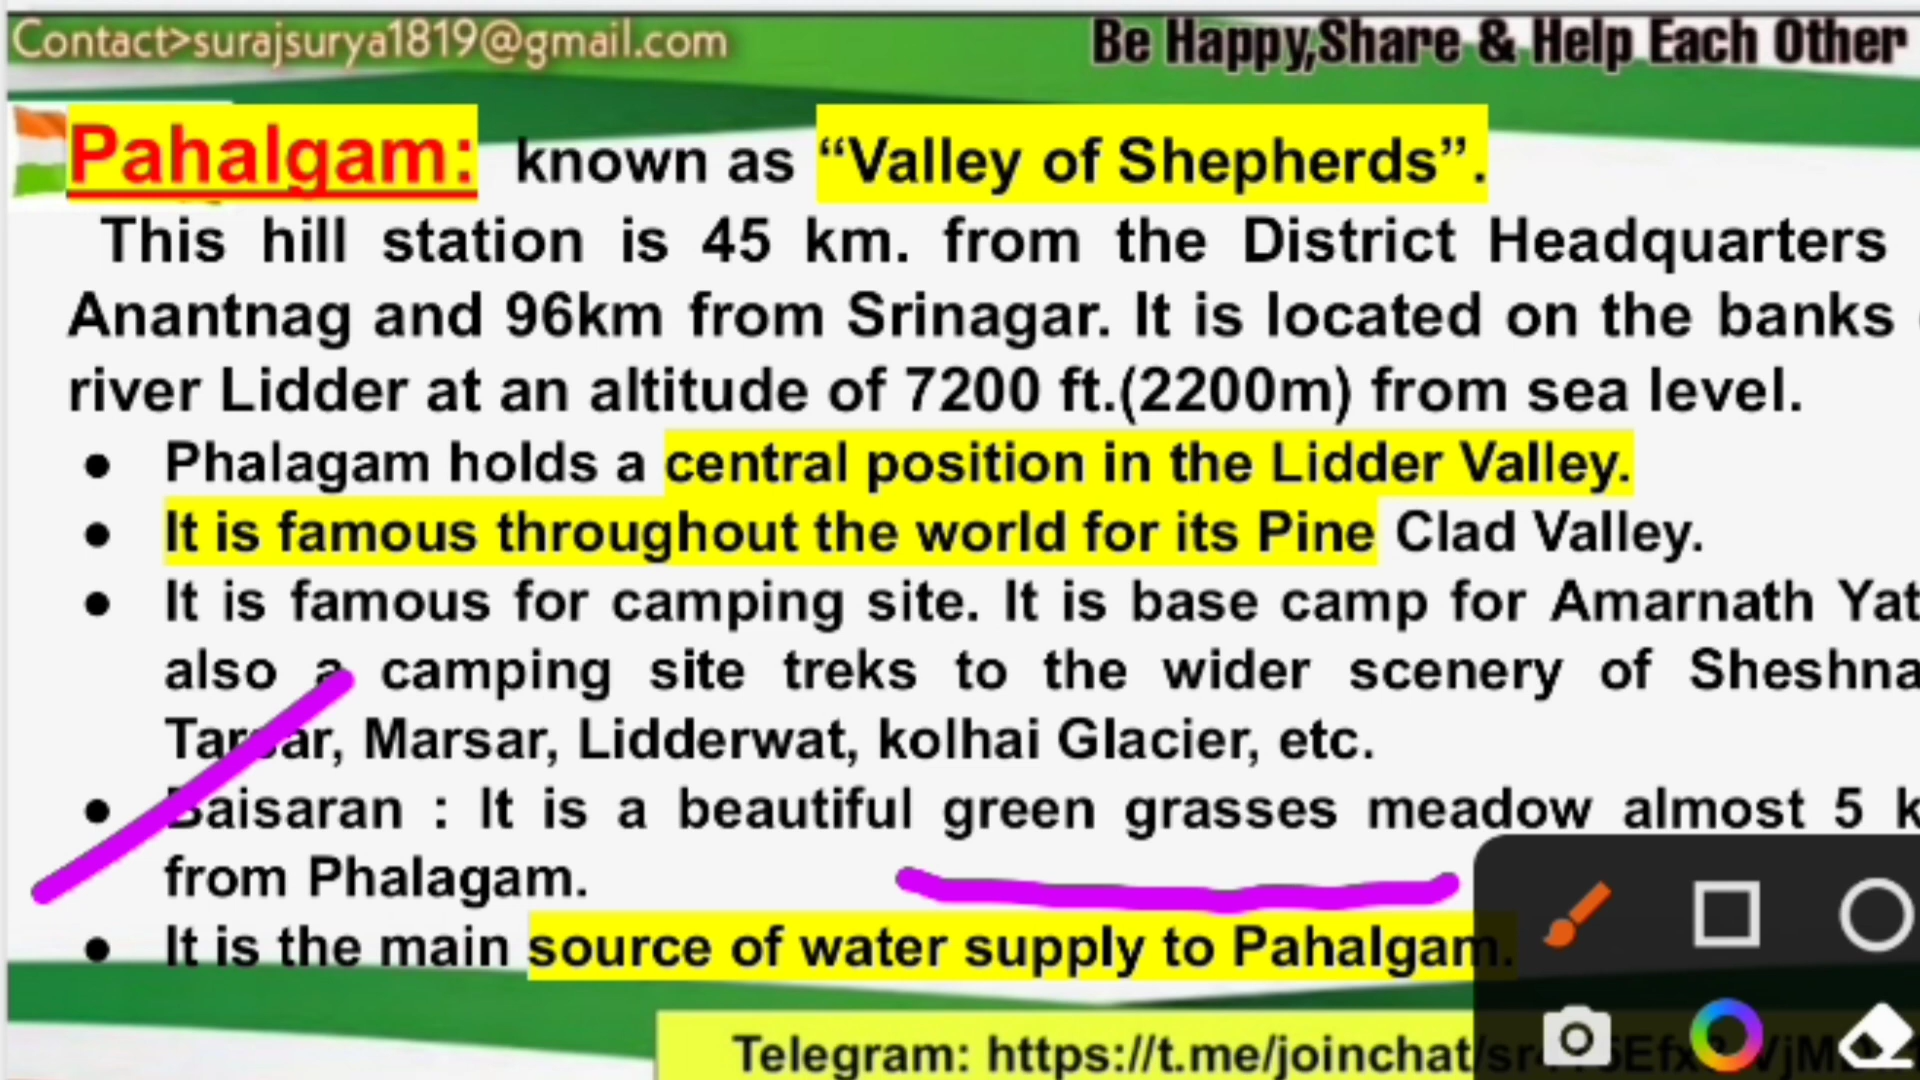 Contact>surajsurya1819@gmail.com
Be Happy,Share & Help Each Other
Pahalgam: known as “Valley of Shepherds”.
This hill station is 45 km. from the District Headquarters
Anantnag and 96km from Srinagar. It is located on the banks
river Lidder at an altitude of 7200 ft.(2200m) from sea level.
● Phalagam holds a central position in the Lidder Valley.
● It is famous throughout the world for its Pine Clad Valley.
● It is famous for camping site. It is base camp for Amarnath Yat
also a camping site treks to the wider scenery of Sheshna
Tarsar, Marsar, Lidderwat, kolhai Glacier, etc.
● Baisaran : It is a beautiful green grasses meadow almost 5 k
from Phalagam.
● It is the main source of water supply to Pahalgam.
Telegram: https://t.me/joinchat/